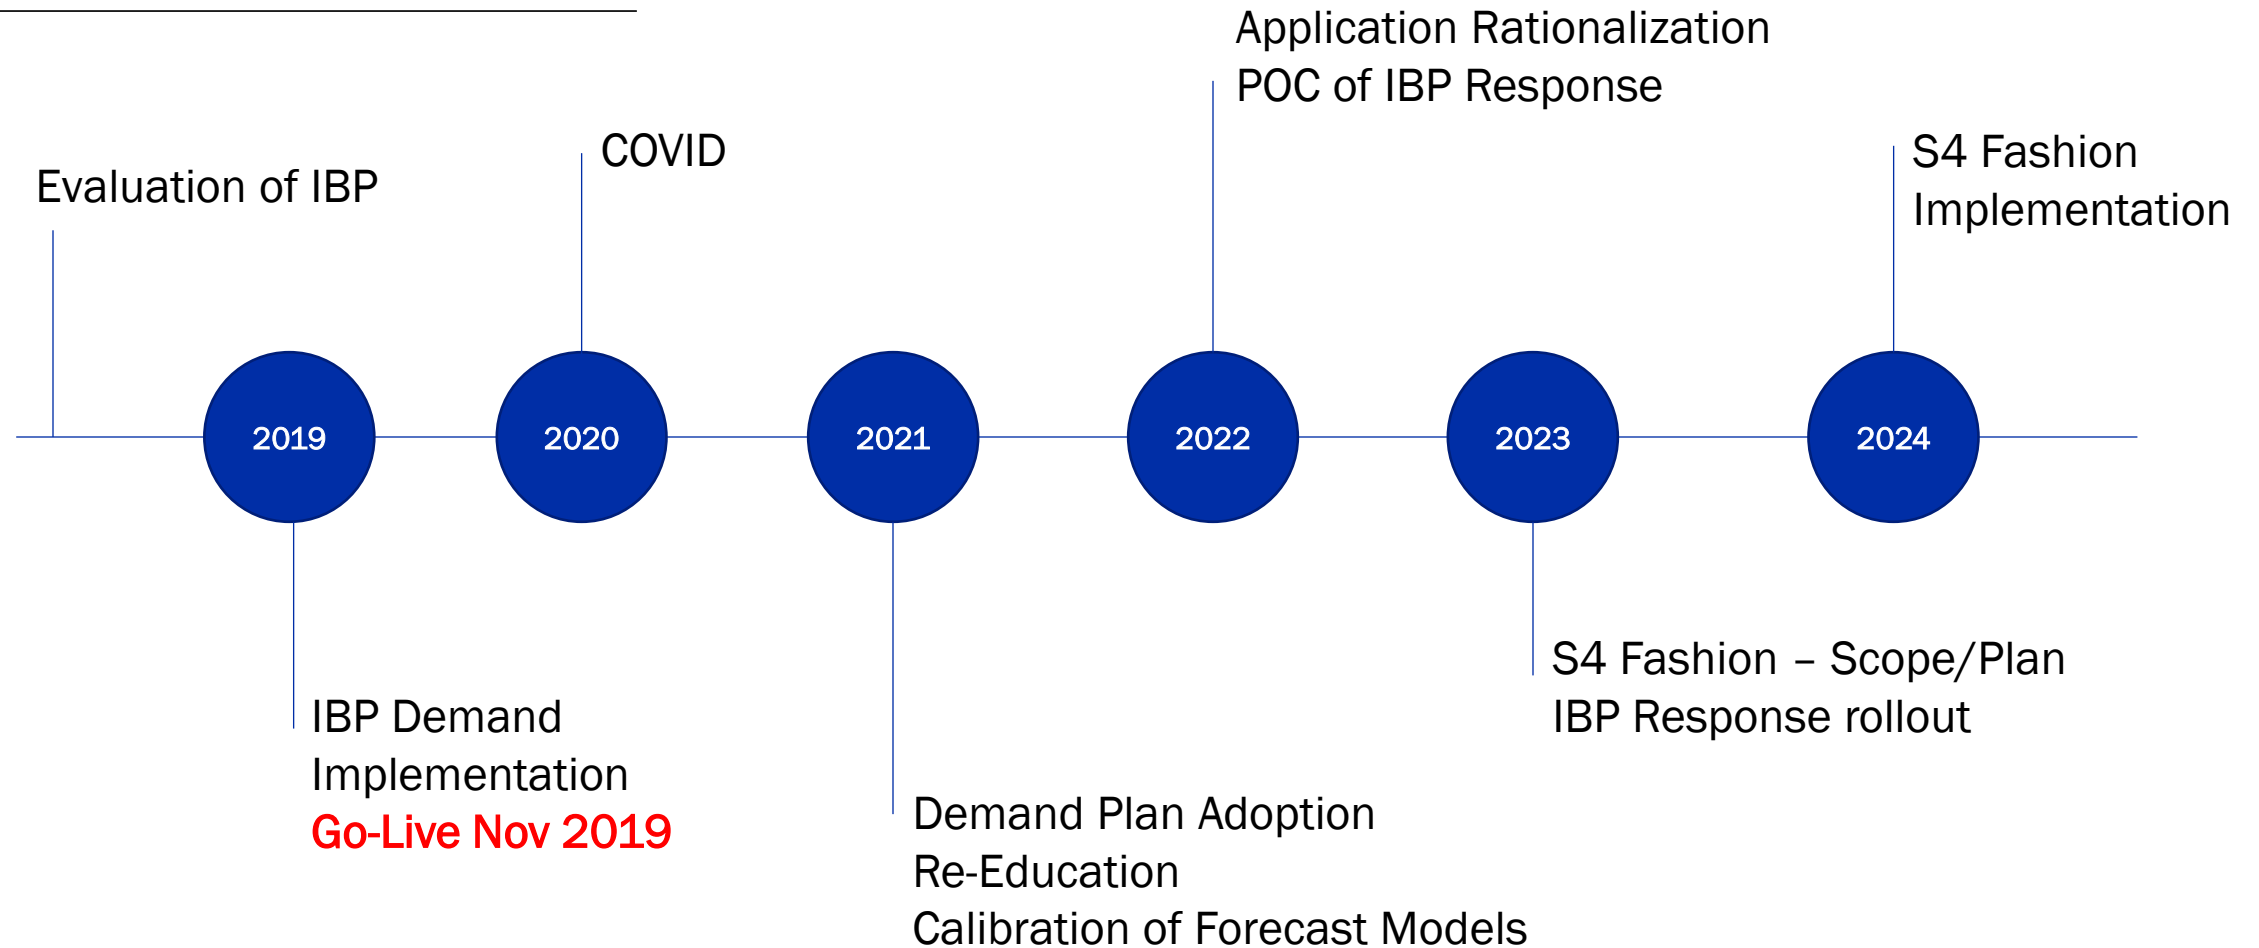 Application Rationalization
POC of IBP Response
COVID
S4 Fashion
Implementation
Evaluation of IBP
2019
2020
2021
2022
2023
2024
S4 Fashion – Scope/Plan
IBP Response rollout
IBP Demand
Implementation
Go-Live Nov 2019
Demand Plan Adoption
Re-Education
Calibration of Forecast Models